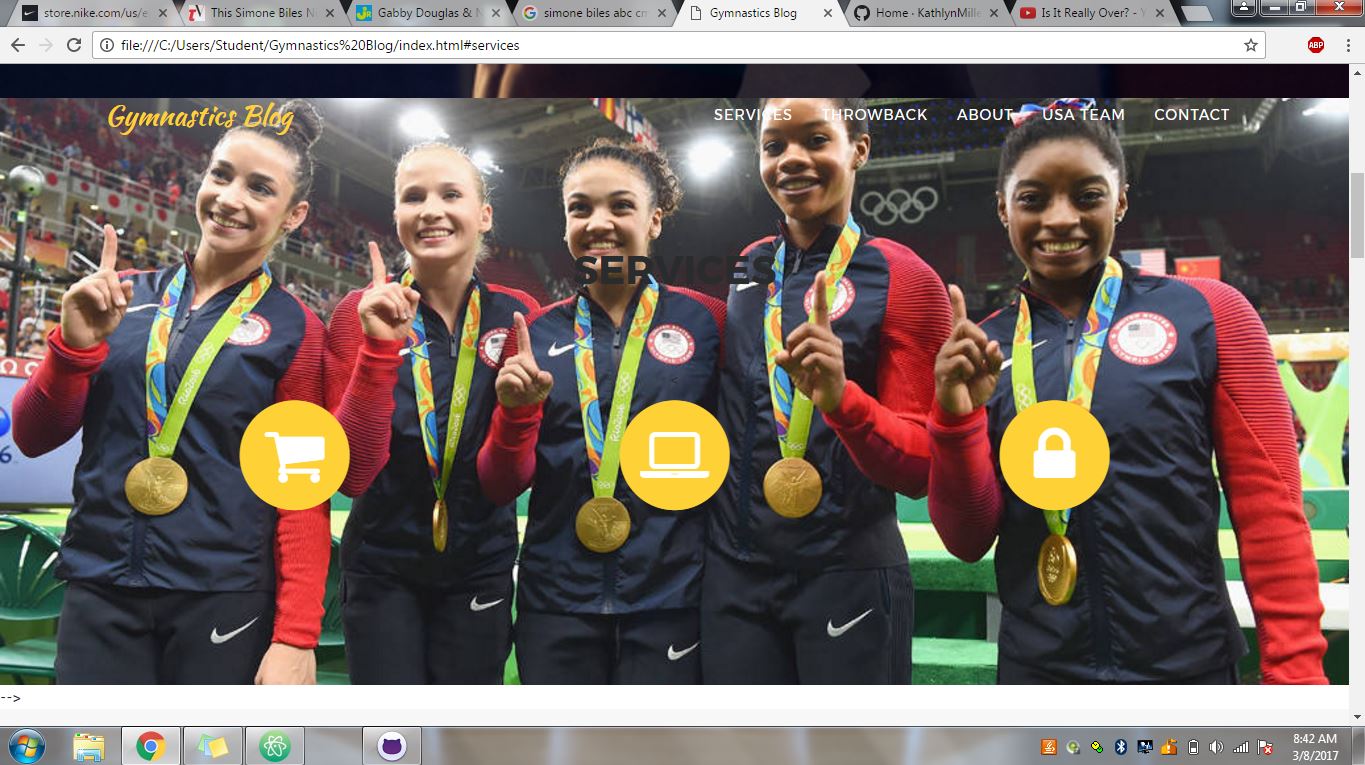 store.nike.com/us/e
This Simone Biles Ni
Gabby Douglas & N
simone biles abc cm
Gymnastics Blog
Home · KathlynMille
Is It Really Over? - Y
file:///C:/Users/Student/Gymnastics%20Blog/index.html#services
ABP
Gymnastics Blog
SERVICES
THROWBACK
ABOUT
USA TEAM
CONTACT
SERVICES
-->
8:42 AM
3/8/2017